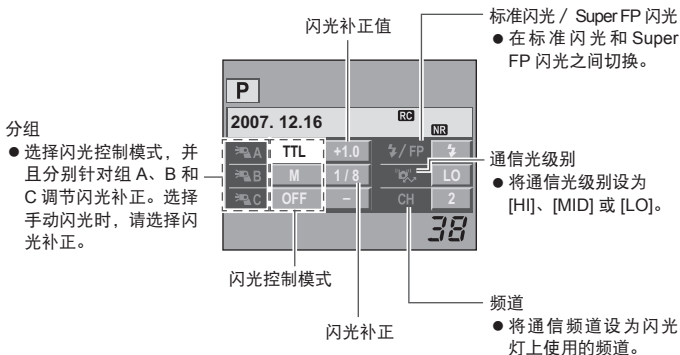 闪光补正值
标准闪光 / Super FP 闪光
● 在标准闪光和 Super
FP 闪光之间切换。
分组
● 选择闪光控制模式，并
且分别针对组 A、B 和
C 调节闪光补正。选择
手动闪光时，请选择闪
光补正。
P
2007. 12.16 RC
NR
A TTL +1.0 /FP
B M 1 / 8 LO
C OFF – CH 2
38
通信光级别
● 将通信光级别设为
[HI]、[MID] 或 [LO]。
闪光控制模式
闪光补正
频道
● 将通信频道设为闪光
灯上使用的频道。